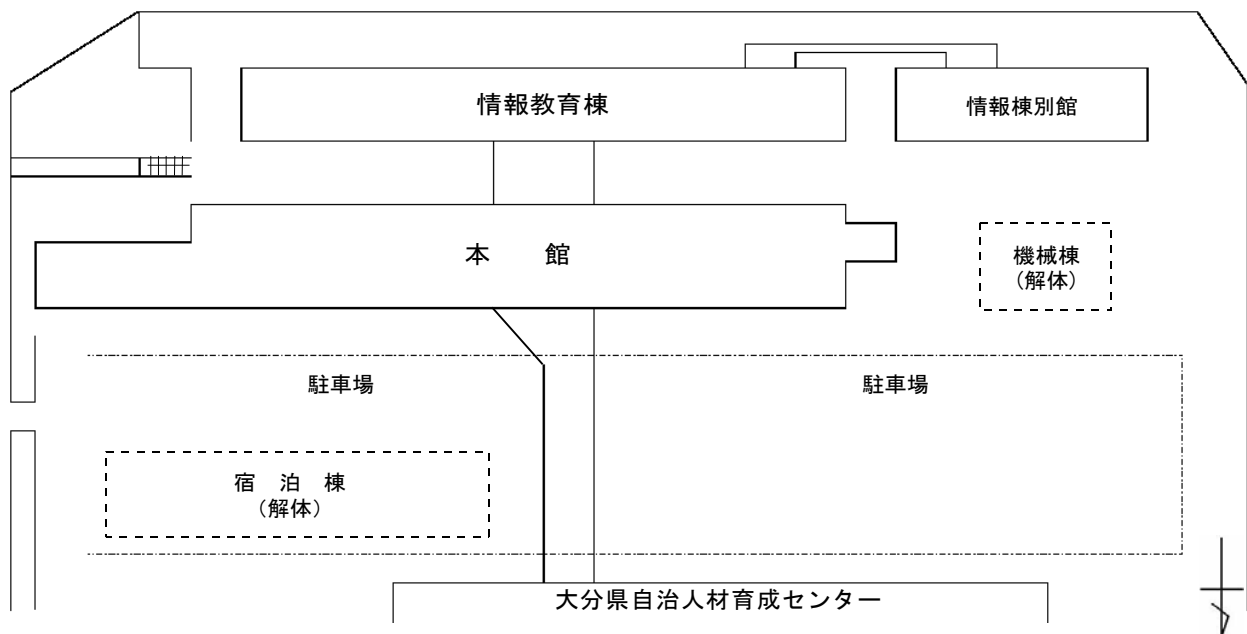 情報教育棟
情報棟別館
本　館
機械棟
(解体)
駐車場
駐車場
宿　泊　棟
(解体)
大分県自治人材育成センター